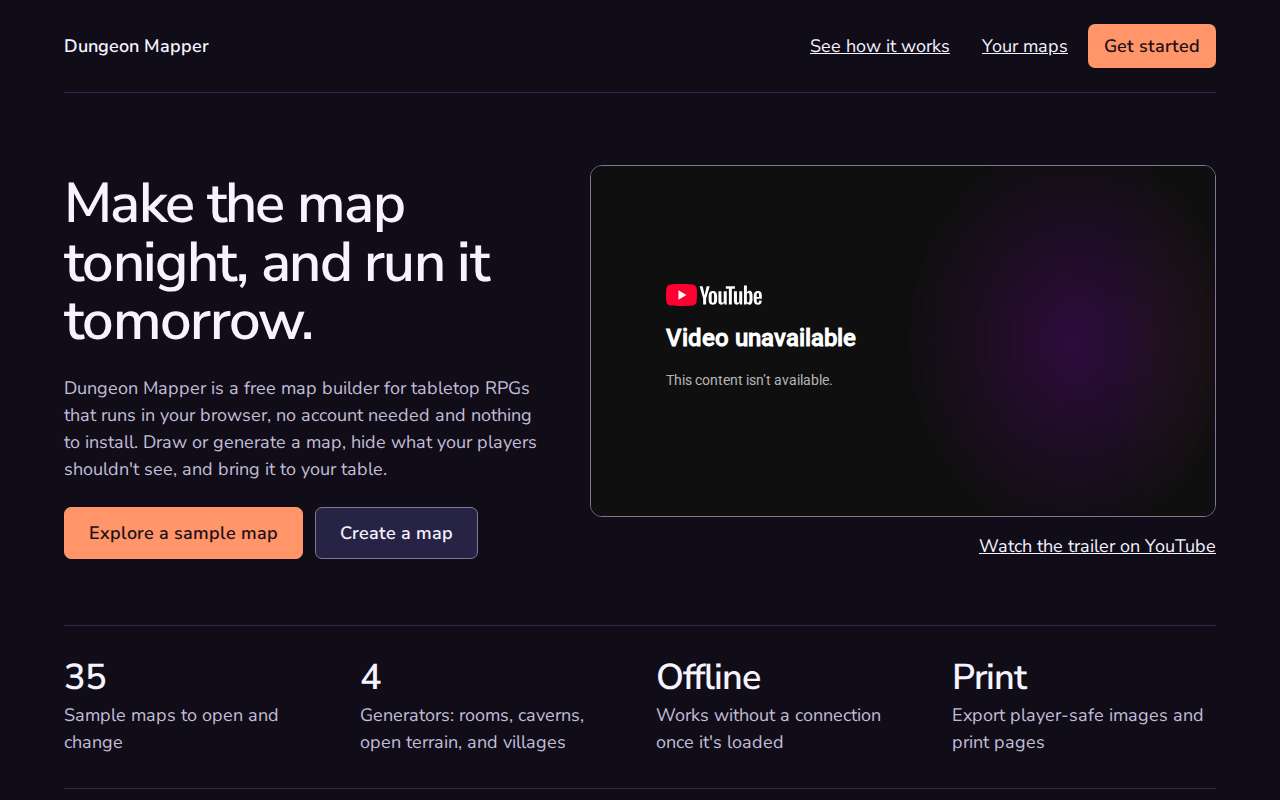 Dungeon Mapper
See how it works
Your maps
Get started
Make the map
tonight, and run it
tomorrow.
Dungeon Mapper is a free map builder for tabletop RPGs
that runs in your browser, no account needed and nothing
to install. Draw or generate a map, hide what your players
shouldn't see, and bring it to your table.
Explore a sample map
Create a map
YouTube
Video unavailable
This content isn't available.
Watch the trailer on YouTube
35
Sample maps to open and
change
4
Generators: rooms, caverns,
open terrain, and villages
Offline
Works without a connection
once it's loaded
Print
Export player-safe images and
print pages